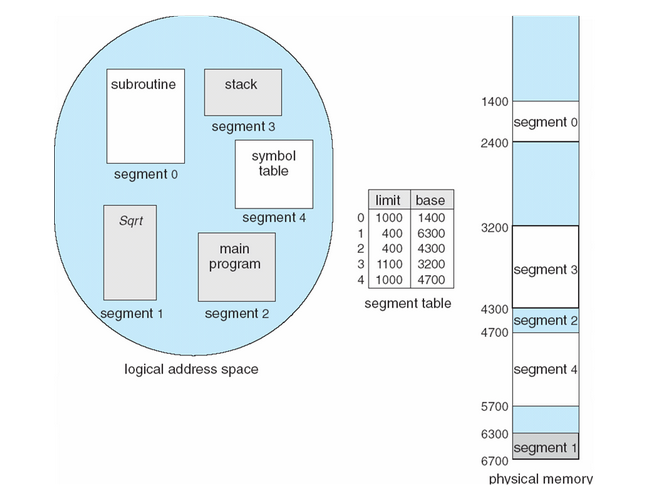 subroutine
segment 0
stack
segment 3
symbol
table
segment 4
Sqrt
segment 1
main
program
segment 2
logical address space
limit base
0 1000 1400
1 400 6300
2 400 4300
3 1100 3200
4 1000 4700
segment table
1400
segment 0
2400
3200
segment 3
4300
segment 2
4700
segment 4
5700
6300
segment 1
6700
physical memory